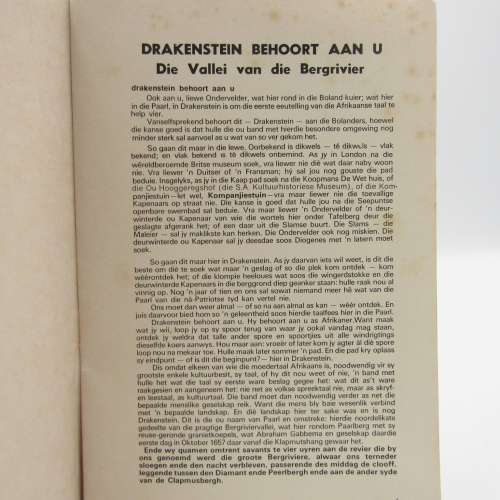 DRAKENSTEIN BEHOORT AAN U
Die Vallei van die Bergrivier
drakenstein behoort aan u
Ook aan u, liewe Ondervelder, wat hier rond in die Boland kuier; wat hier
in die Paarl, in Drakenstein is om die eerste eeutelling van die Afrikaanse taal te
help vier.
Vanselfsprekend behoort dit — Drakenstein — aan die Bolanders, hoewel
die kanse goed is dat hulle die ou band met hierdie besondere omgewing nog
minder sterk sal aanvoel as u wat van so ver gekom het.
So gaan dit maar in die lewe. Oorbekend is dikwels — tè dikwels — vlak
bekend; en vlak bekend is dikwels onbemind. As jy in London na die
wêreldberoemde Britse museum soek, vra liewer nie dié wat daar naby woon
nie. Vra liewer 'n Duitser of 'n Fransman; hý sal jou nog gouste die pad
beduie. Insgelyks, as jy in die Kaap pad soek na die Koopmans De Wet huis, of
die Ou Hooggeregshof (die S.A. Kultuurhistoriese Museum), of die Kom-
panjiestuin—let wel, Kompanjiestuin—vra maar liewer nie die toevallige
Kapenaars op straat nie. Die kanse is goed dat hulle jou na die Seepuntse
openbare swembad sal beduie. Vra maar liewer 'n Ondervelder of 'n deur-
winterde ou Kapenaar van wie die wortels hier onder Tafelberg deur die
geslagte afgerank het; of een daar uit die Slamse buurt. Die Slams — die
Maleier — sal jy maklikste kan herken. Die Ondervelder ook nog miskien. Die
deurwinterde ou Kapenaar sal jy deesdae soos Diogenes met 'n latern moet
soek.
So gaan dit maar hier in Drakenstein. As jy daarvan iets wil weet, is dit die
beste om dié te soek wat maar 'n geslag of so die plek kom ontdek — kom
wêérontdek het; of die klompie heelwat soos die wingerdstokke en die
deurwinterde Kapenaars in die berggrond diep geanker staan: hulle raak nou al
vinnig op. Nog 'n jaar of tien en ons sal sowat niemand meer hê wat van die
Paarl van die ná-Patriotse tyd kan vertel nie.
One moet dan weer almal — of so na aan almal as kan — wéér ontdek. En
juis daarvoor bied hom so 'n geleentheid soos hierdie taalfees hier in die Paarl.
Drakenstein behoort aan u. Hy behoort aan u as Afrikaner. Want maak
wat jy wil, loop jy op sy spoor terug van waar jy ookal vandag mag staan,
ontdek jy weldra dat talle ander spore en spoortjies uit alle windrigtings
dieselfde koers aanwys. Hou maar aan: vroeër of later kom jy agter ál dié spore
loop nou na mekaar toe. Hulle maak later sommer 'n pad. En die pad kry oplaas
sy eindpunt — of is dit die beginpunt? — hier in Drakenstein.
Dis omdat elkeen van wie die moedertaal Afrikaans is, noodwendig vir sy
grootste enkele kultuurbesit, sy taal, of hy dit nou weet of nie, 'n band met
hulle het wat die taal sy eerste ware beslag gegee het: wat dit as't ware
raakgesien en aangeneem het: nie net as volkse spreektaal nie, maar as skryf-
en leestaal, as kultuurtaal. Die band moet dan noodwendig verder as net die
bepaalde menslike geselskap reik. Want die mens bly baie wesenlik verbind
met 'n bepaalde landskap. En dié landskap hier ter sake was en is nog
Drakenstein. Dit is die ou naam van Paarl en omstreke: hierdie noordelikste
gedeelte van die pragtige Bergriviervallei, wat hier rondom Paarlberg met sy
reuse-geronde granietkoepels, wat Abraham Gabbema en geselskap daardie
eerste dag in Oktober 1657 daar vanaf die Klapmutshang gewaar het.
Ende wy quamen omtrent savants te vier uyren aan de revier die by
ons genoemd werd die groote Bergriviere, alwaar ons terneder
sloegen ende den nacht verbleven, passerende des middag de clooff,
leggende tussen den Diamant ende Peerlbergh ende aan de ander syde
van de Clapmusbergh.